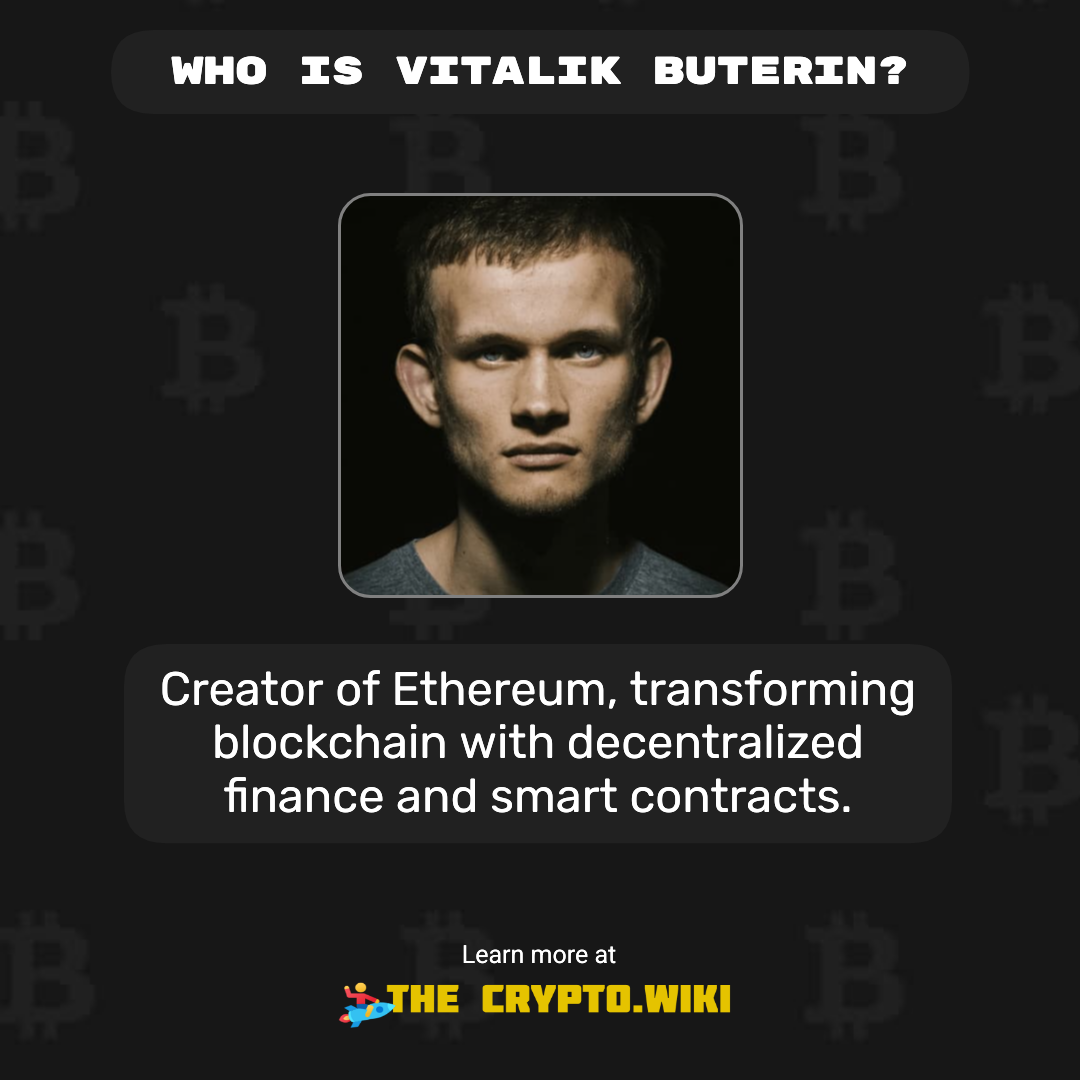 WHO IS VITALIK BUTERIN?
Creator of Ethereum, transforming
blockchain with decentralized
finance and smart contracts.
Learn more at
THE CRYPTO.WIKI